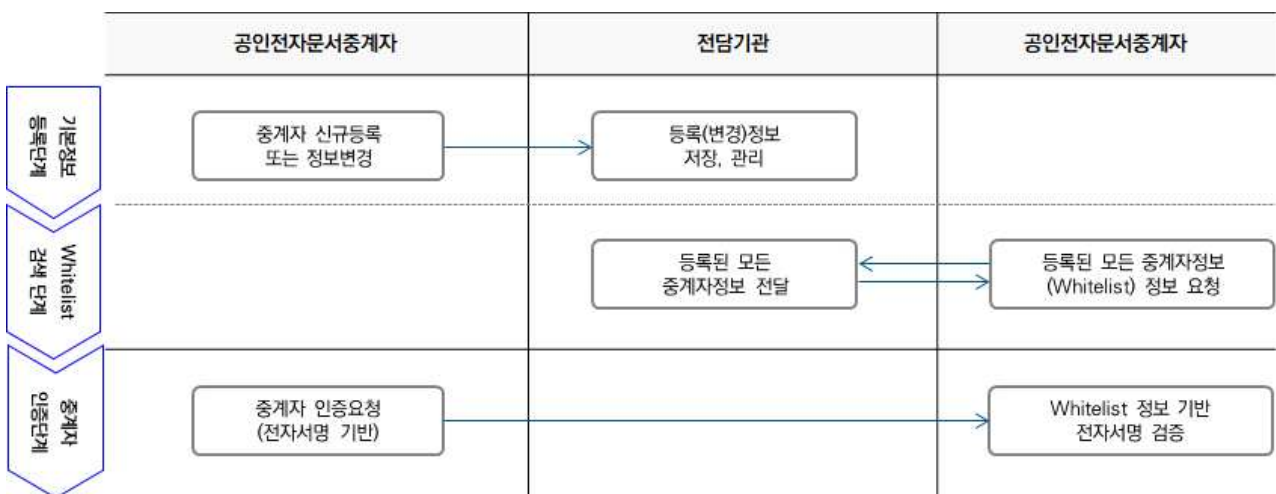 공인전자문서중계자
전담기관
공인전자문서중계자
기본정보
등록단계
중계자 신규등록
또는 정보변경
등록(변경)정보
저장, 관리
Whitelist
검색 단계
등록된 모든
중계자정보 전달
등록된 모든 중계자정보
(Whitelist) 정보 요청
중계자
인증단계
중계자 인증요청
(전자서명 기반)
Whitelist 정보 기반
전자서명 검증